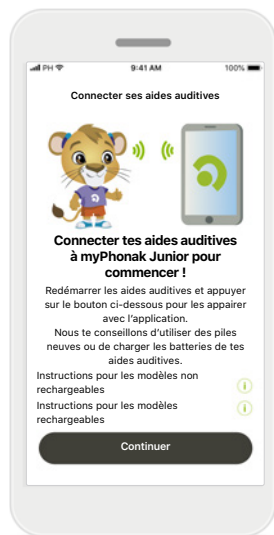 PH 9:41 AM 100%
Connecter ses aides auditives
Connecter tes aides auditives
à myPhonak Junior pour
commencer !
Redémarrer les aides auditives et appuyer
sur le bouton ci-dessous pour les appairer
avec l'application.
Nous te conseillons d'utiliser des piles
neuves ou de charger les batteries de tes
aides auditives.
Instructions pour les modèles non
rechargeables
Instructions pour les modèles
rechargeables
Continuer